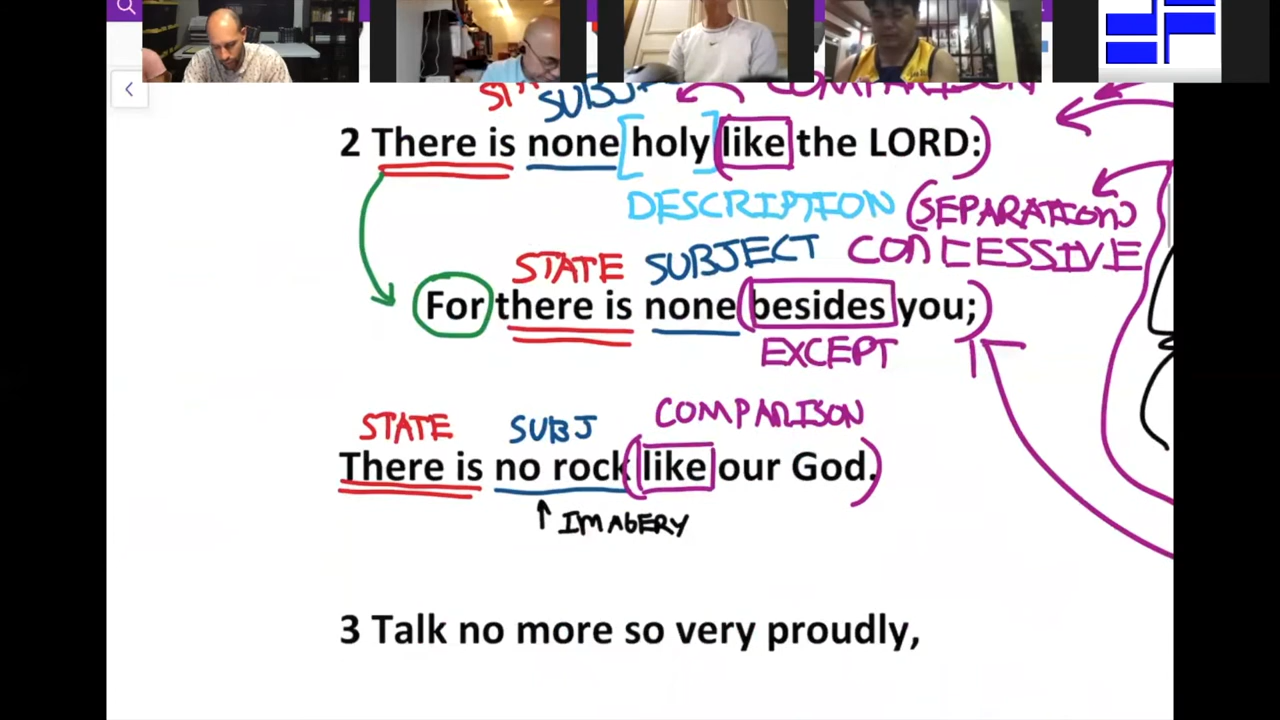 SUBJ COMPARISON
2 There is none [holy] (like the LORD:)
DESCRIPTION (SEPARATION)
STATE SUBJECT CONCESSIVE
For there is none (besides you;)
EXCEPT
STATE SUBJ COMPARISON
There is no rock (like our God.)
↑ IMAGERY
3 Talk no more so very proudly,